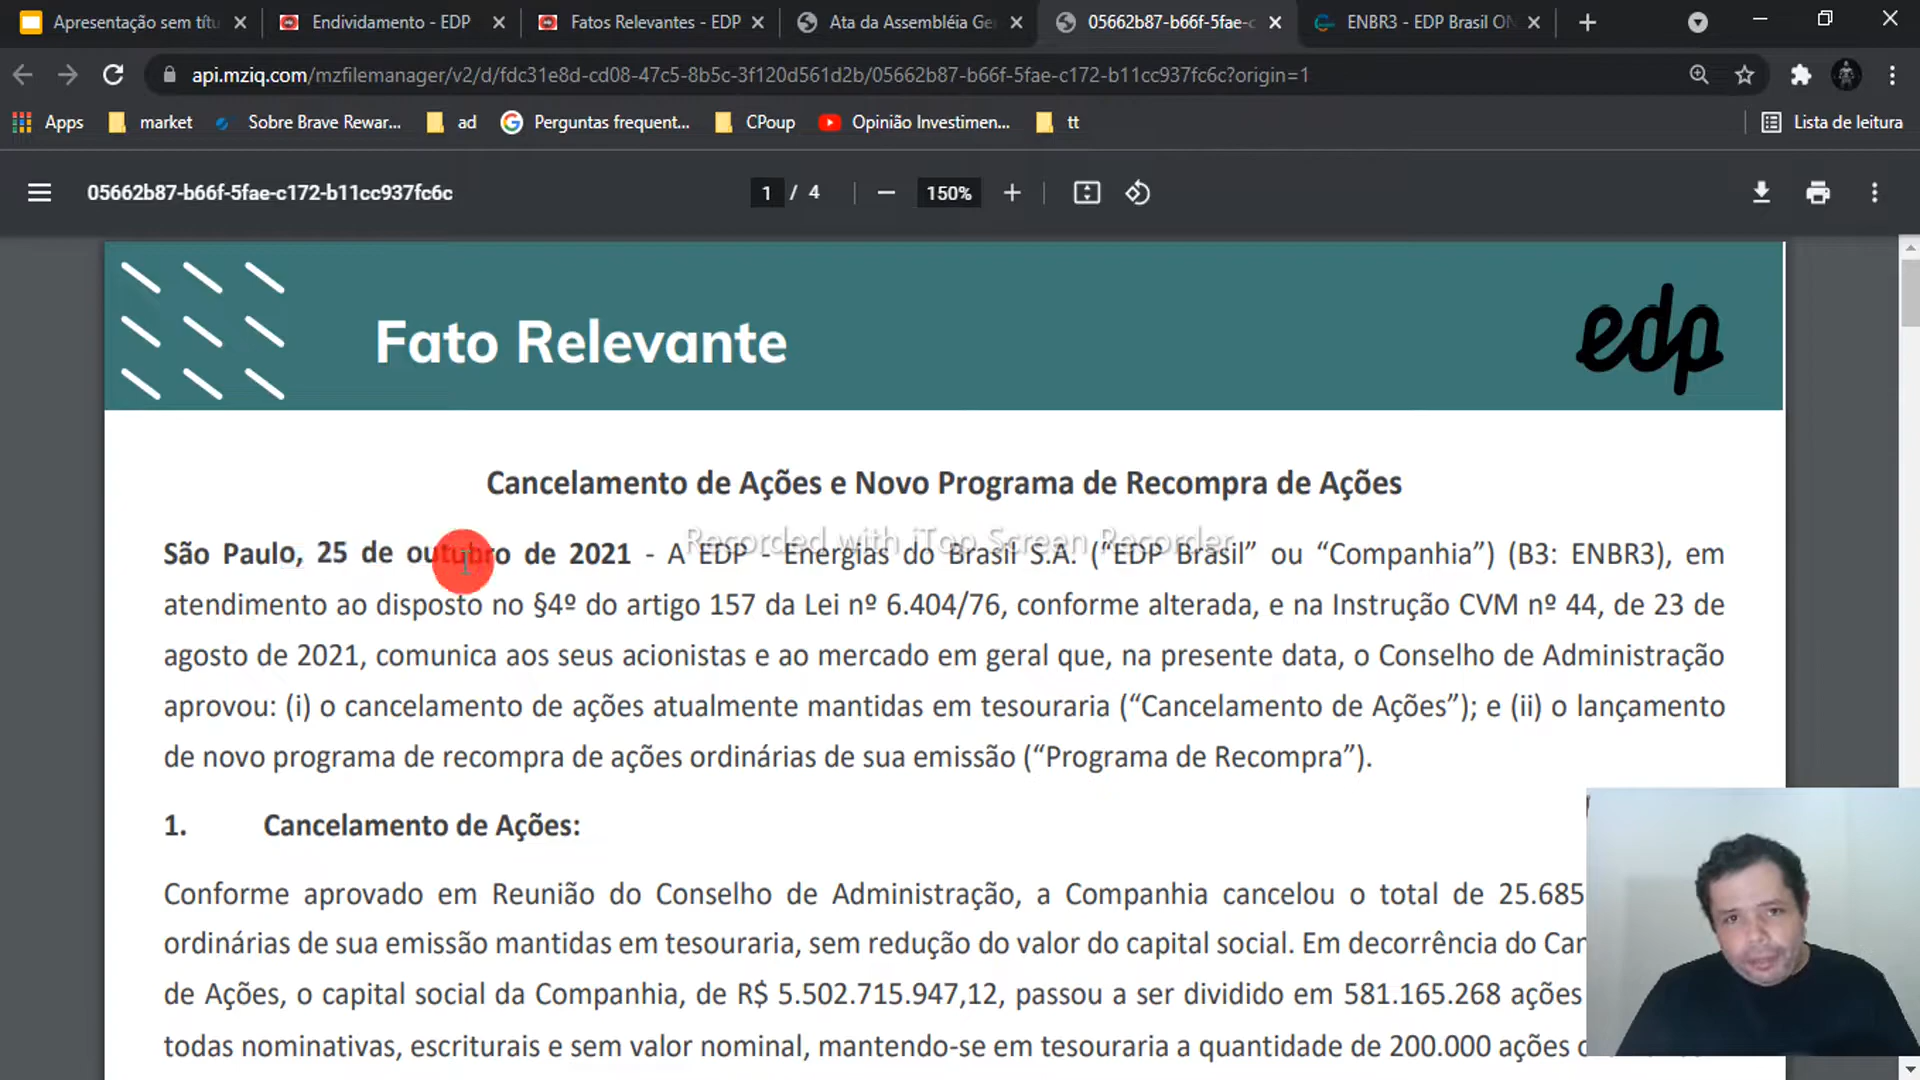 Apresentação sem títu
Endividamento - EDP
Fatos Relevantes - EDP
Ata da Assembléia Ge
05662b87-b66f-5fae-c
ENBR3 - EDP Brasil ON
api.mziq.com/mzfilemanager/v2/d/fdc31e8d-cd08-47c5-8b5c-3f120d561d2b/05662b87-b66f-5fae-c172-b11cc937fc6c?origin=1
Apps
market
Sobre Brave Rewar...
ad
Perguntas frequent...
CPoup
Opinião Investimen...
tt
Lista de leitura
05662b87-b66f-5fae-c172-b11cc937fc6c
1 / 4
150%
Fato Relevante
edp
Cancelamento de Ações e Novo Programa de Recompra de Ações
Recorded with iTop Screen Recorder
São Paulo, 25 de outubro de 2021 - A EDP - Energias do Brasil S.A. (“EDP Brasil” ou “Companhia”) (B3: ENBR3), em
atendimento ao disposto no §4º do artigo 157 da Lei nº 6.404/76, conforme alterada, e na Instrução CVM nº 44, de 23 de
agosto de 2021, comunica aos seus acionistas e ao mercado em geral que, na presente data, o Conselho de Administração
aprovou: (i) o cancelamento de ações atualmente mantidas em tesouraria (“Cancelamento de Ações”); e (ii) o lançamento
de novo programa de recompra de ações ordinárias de sua emissão (“Programa de Recompra”).
1. Cancelamento de Ações:
Conforme aprovado em Reunião do Conselho de Administração, a Companhia cancelou o total de 25.685
ordinárias de sua emissão mantidas em tesouraria, sem redução do valor do capital social. Em decorrência do Can
de Ações, o capital social da Companhia, de R$ 5.502.715.947,12, passou a ser dividido em 581.165.268 ações
todas nominativas, escriturais e sem valor nominal, mantendo-se em tesouraria a quantidade de 200.000 ações